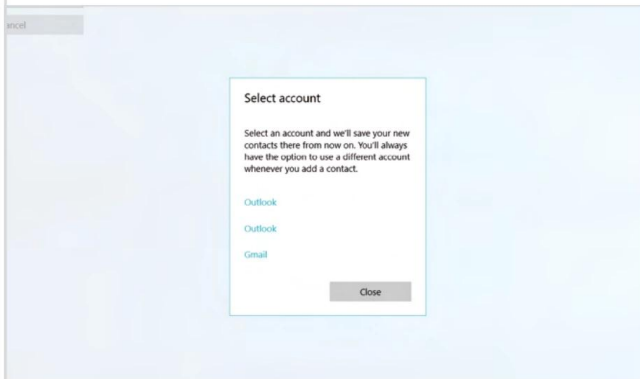 ancel
Select account
Select an account and we'll save your new
contacts there from now on. You'll always
have the option to use a different account
whenever you add a contact.
Outlook
Outlook
Gmail
Close